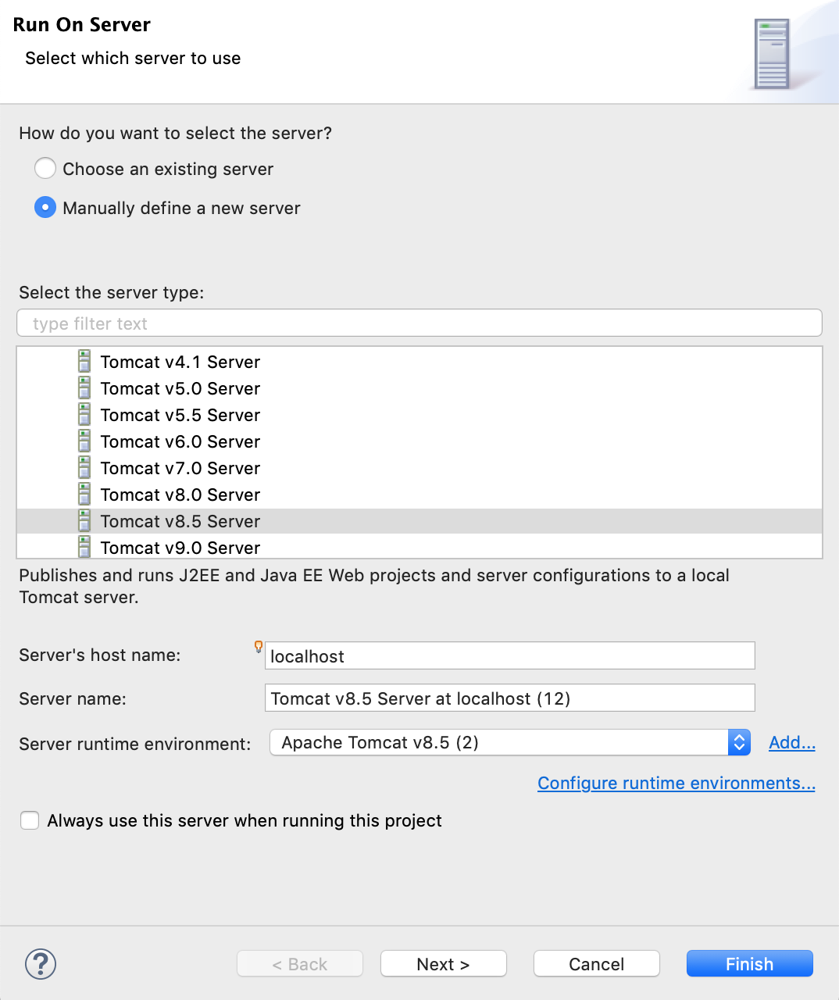 Run On Server
Select which server to use
How do you want to select the server?
Choose an existing server
Manually define a new server
Select the server type:
type filter text
Tomcat v4.1 Server
Tomcat v5.0 Server
Tomcat v5.5 Server
Tomcat v6.0 Server
Tomcat v7.0 Server
Tomcat v8.0 Server
Tomcat v8.5 Server
Tomcat v9.0 Server
Publishes and runs J2EE and Java EE Web projects and server configurations to a local
Tomcat server.
Server's host name: localhost
Server name: Tomcat v8.5 Server at localhost (12)
Server runtime environment: Apache Tomcat v8.5 (2) Add...
Configure runtime environments...
Always use this server when running this project
? < Back Next > Cancel Finish